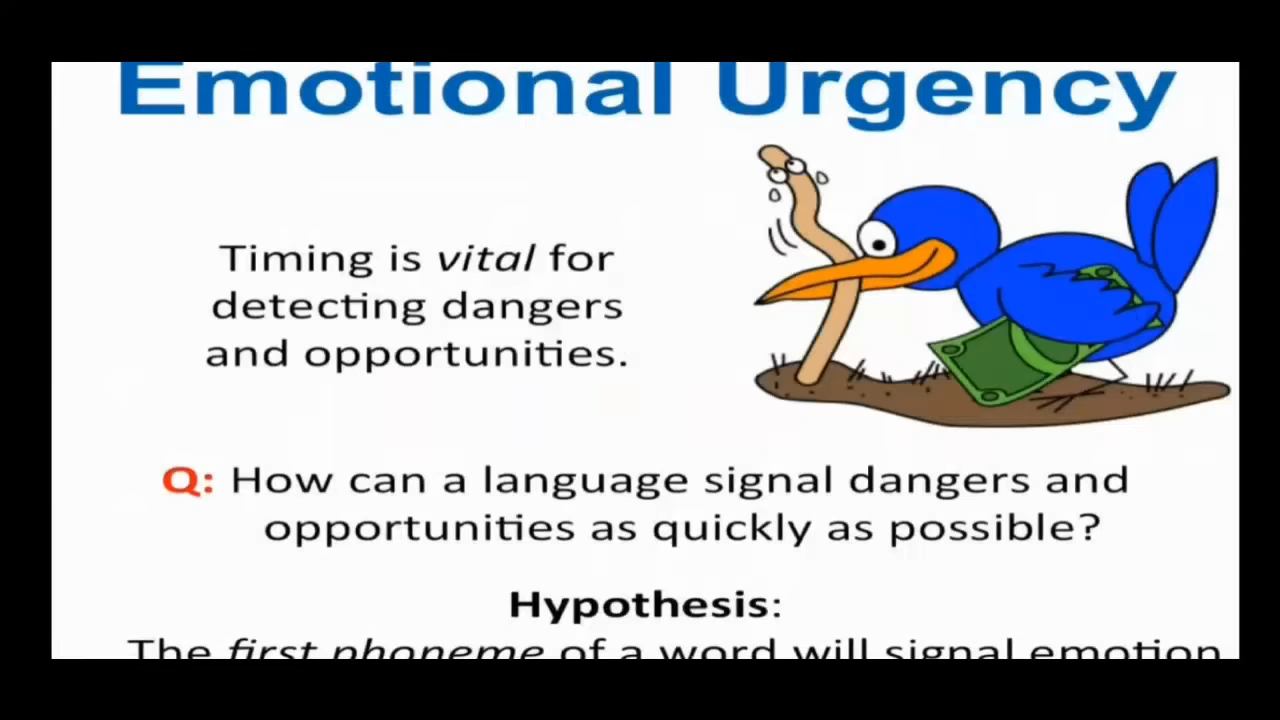 Emotional Urgency
Timing is vital for
detecting dangers
and opportunities.
Q: How can a language signal dangers and
opportunities as quickly as possible?
Hypothesis:
The first phoneme of a word will signal emotion